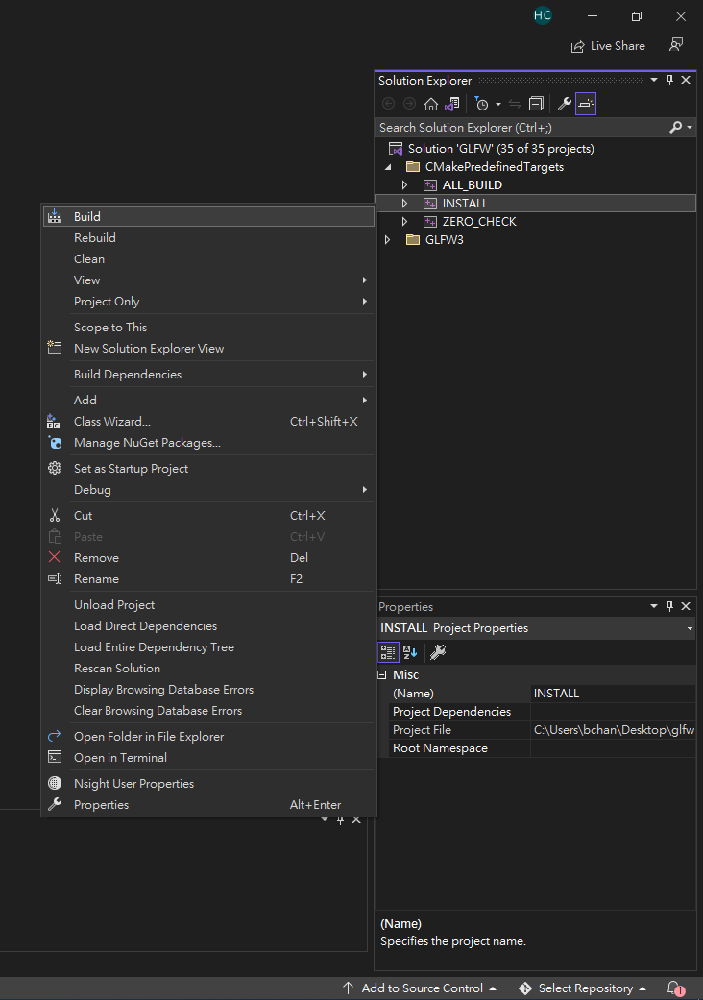 HC
Live Share
Solution Explorer
Search Solution Explorer (Ctrl+;)
Solution 'GLFW' (35 of 35 projects)
CMakePredefinedTargets
ALL_BUILD
INSTALL
ZERO_CHECK
GLFW3
Build
Rebuild
Clean
View
Project Only
Scope to This
New Solution Explorer View
Build Dependencies
Add
Class Wizard... Ctrl+Shift+X
Manage NuGet Packages...
Set as Startup Project
Debug
Cut Ctrl+X
Paste Ctrl+V
Remove Del
Rename F2
Unload Project
Load Direct Dependencies
Load Entire Dependency Tree
Rescan Solution
Display Browsing Database Errors
Clear Browsing Database Errors
Open Folder in File Explorer
Open in Terminal
Nsight User Properties
Properties Alt+Enter
Properties
INSTALL Project Properties
Misc
(Name) INSTALL
Project Dependencies
Project File C:\Users\bchan\Desktop\glfw
Root Namespace
(Name)
Specifies the project name.
Add to Source Control
Select Repository
1